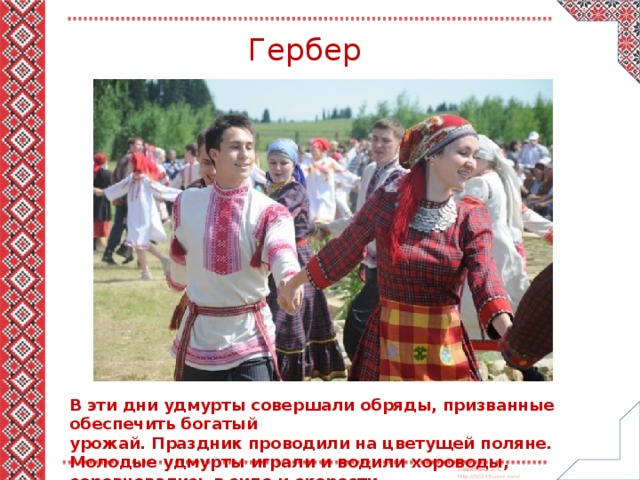 Гербер
В эти дни удмурты совершали обряды, призванные
обеспечить богатый
урожай. Праздник проводили на цветущей поляне.
Молодые удмурты играли и водили хороводы,
соревновались в силе и скорости